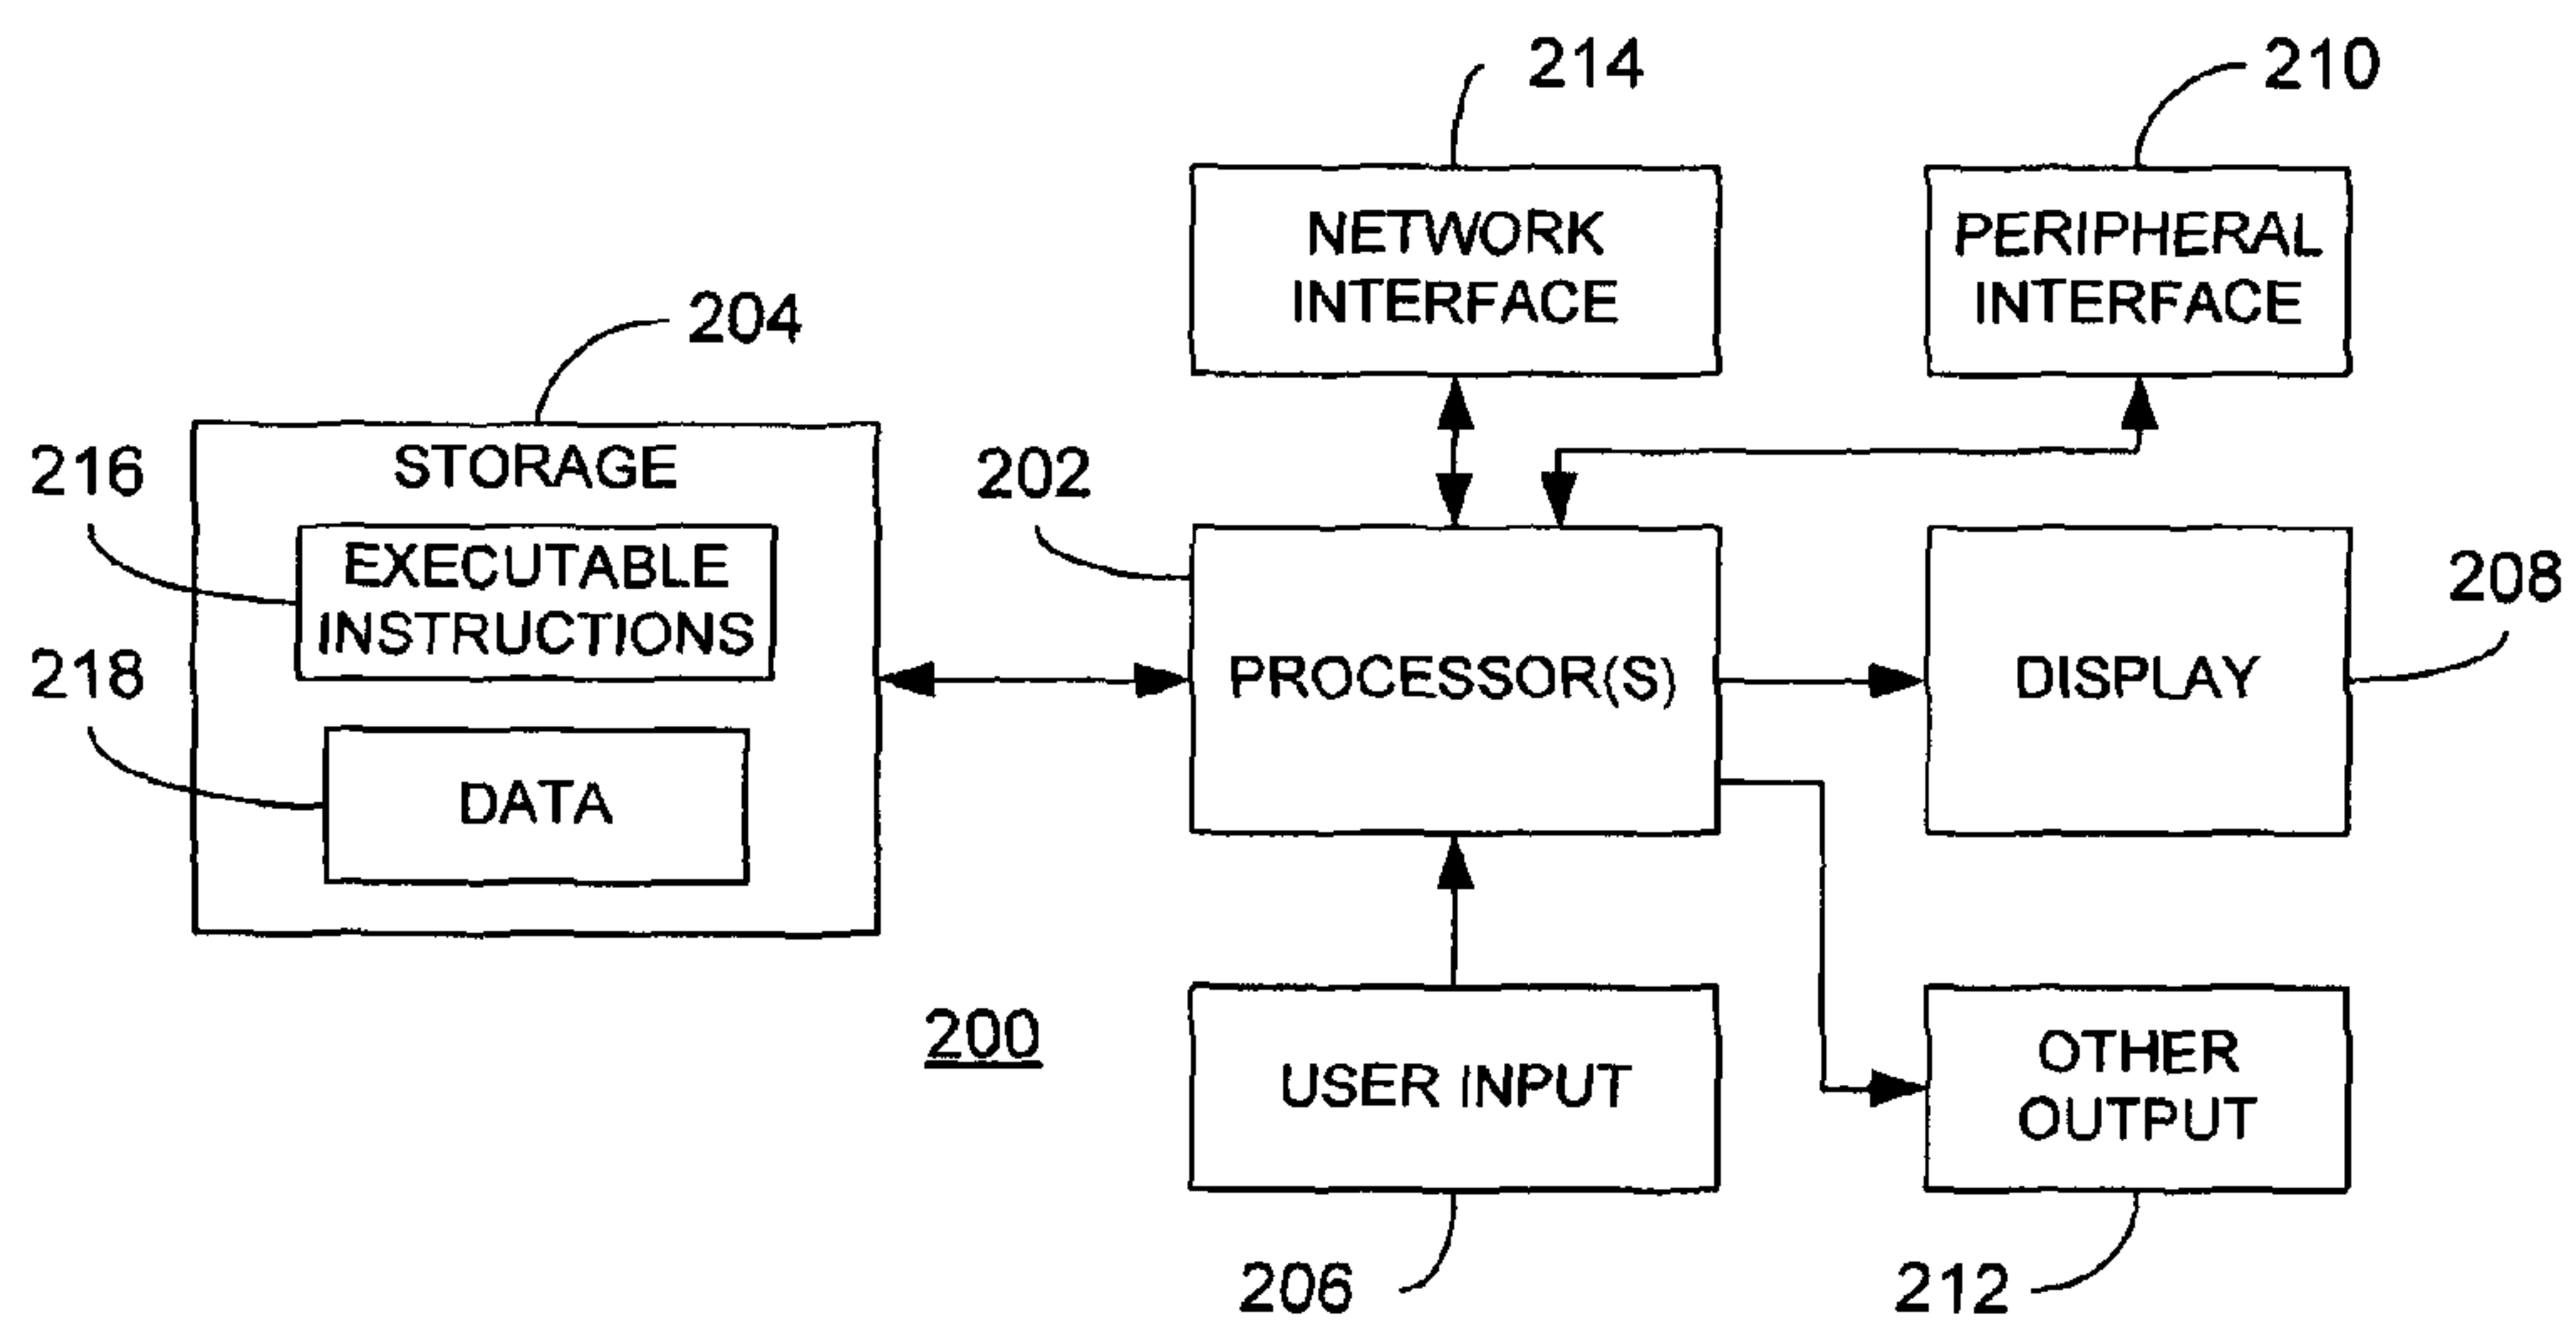 214
210
NETWORK
INTERFACE
PERIPHERAL
INTERFACE
204
STORAGE
216
EXECUTABLE
INSTRUCTIONS
218
DATA
202
PROCESSOR(S)
DISPLAY
208
200
USER INPUT
OTHER
OUTPUT
206
212